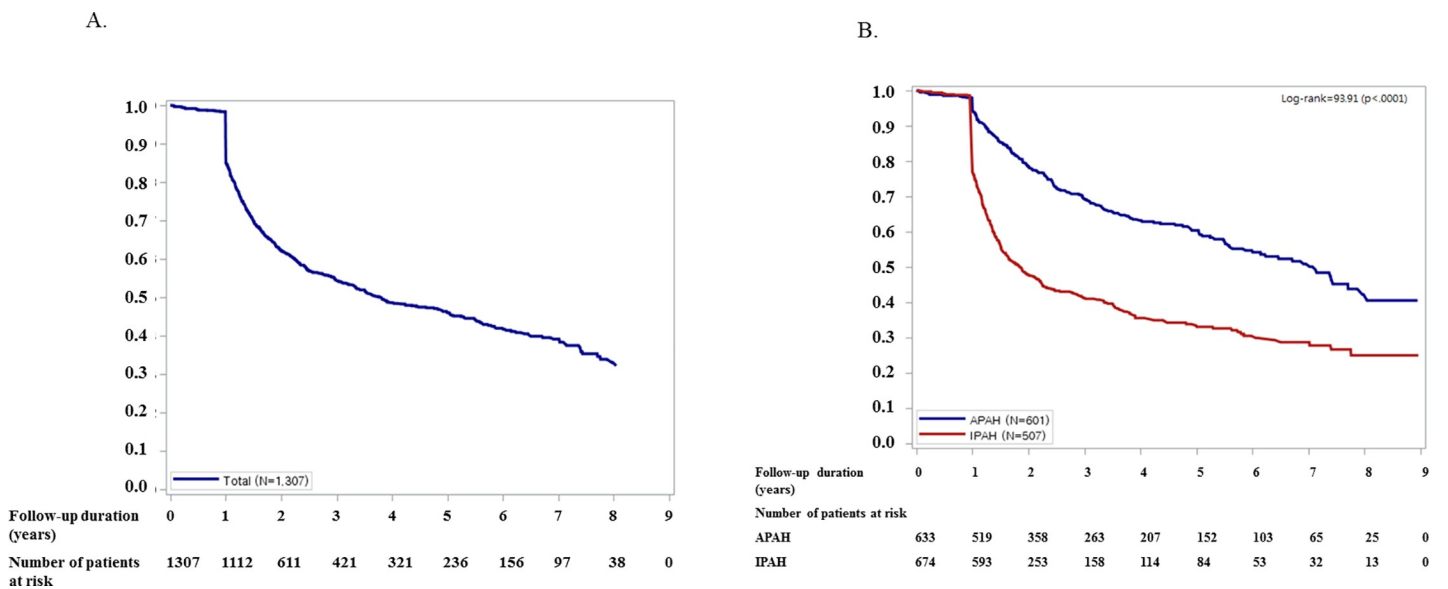 A.
1.0
0.9
0.8
0.7
0.6
0.5
0.4
0.3
0.2
0.1
0.0
Total (N=1,307)
Follow-up duration 0 1 2 3 4 5 6 7 8 9
(years)
Number of patients 1307 1112 611 421 321 236 156 97 38 0
at risk
B.
Log-rank=93.91 (p<.0001)
1.0
0.9
0.8
0.7
0.6
0.5
0.4
0.3
0.2
0.1
0.0
APAH (N=601)
IPAH (N=507)
Follow-up duration 0 1 2 3 4 5 6 7 8 9
(years)
Number of patients at risk
APAH 633 519 358 263 207 152 103 65 25 0
IPAH 674 593 253 158 114 84 53 32 13 0